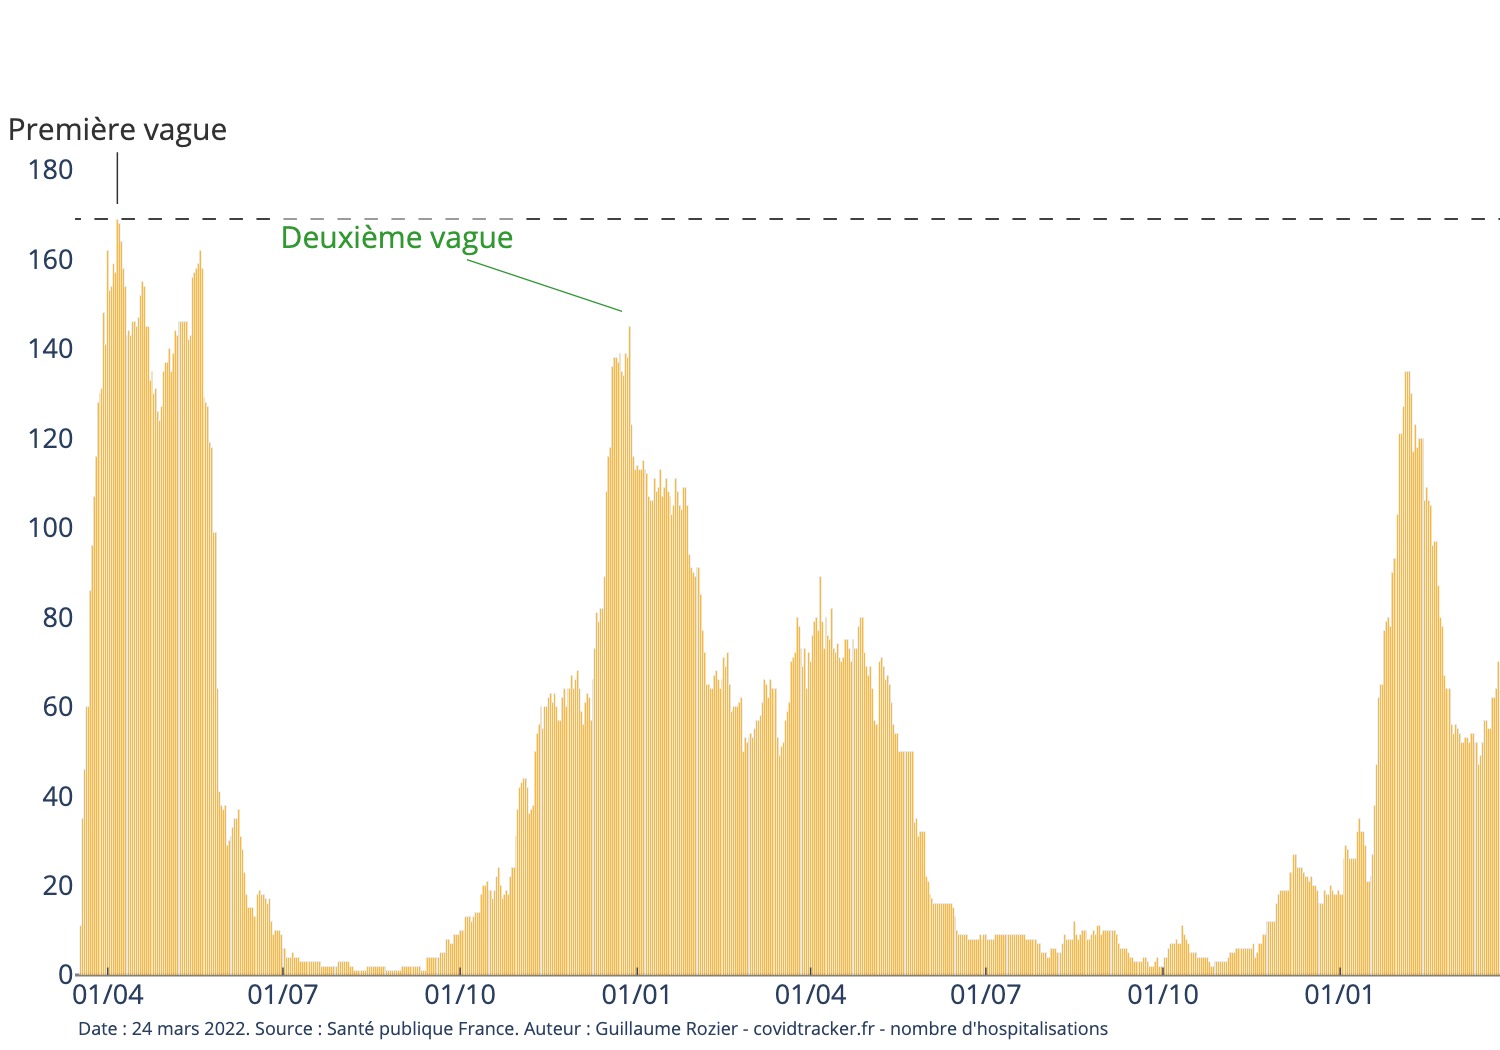 Première vague
180
Deuxième vague
160
140
120
100
80
60
40
20
0
01/04 01/07 01/10 01/01 01/04 01/07 01/10 01/01
Date : 24 mars 2022. Source : Santé publique France. Auteur : Guillaume Rozier - covidtracker.fr - nombre d'hospitalisations